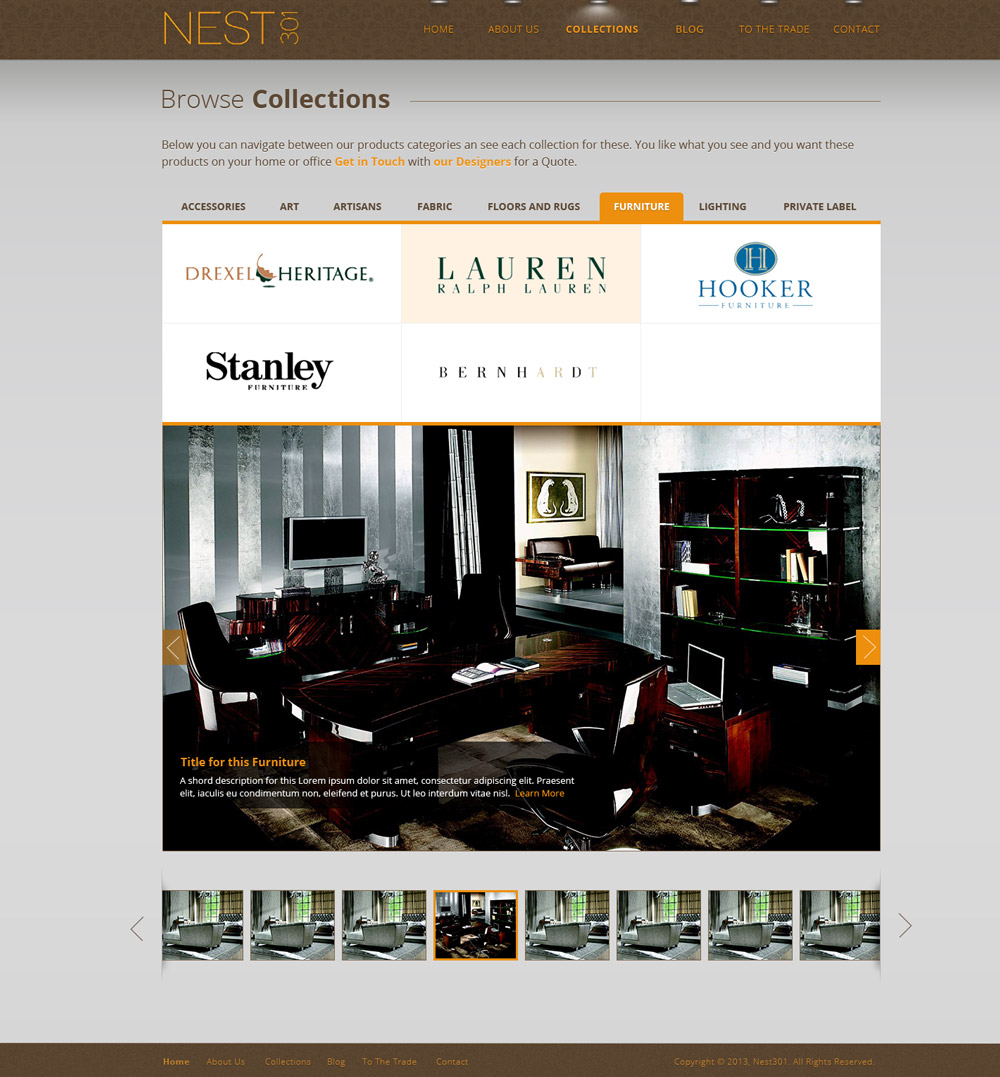 NEST 301
HOME ABOUT US COLLECTIONS BLOG TO THE TRADE CONTACT
Browse Collections
Below you can navigate between our products categories an see each collection for these. You like what you see and you want these
products on your home or office Get in Touch with our Designers for a Quote.
ACCESSORIES ART ARTISANS FABRIC FLOORS AND RUGS FURNITURE LIGHTING PRIVATE LABEL
DREXEL HERITAGE®
LAUREN
RALPH LAUREN
H
HOOKER
FURNITURE
Stanley
FURNITURE
BERNHARDT
Title for this Furniture
A shord description for this Lorem ipsum dolor sit amet, consectetur adipiscing elit. Praesent
elit, iaculis eu condimentum non, eleifend et purus. Ut leo interdum vitae nisl. Learn More
Home About Us Collections Blog To The Trade Contact
Copyright © 2013, Nest301. All Rights Reserved